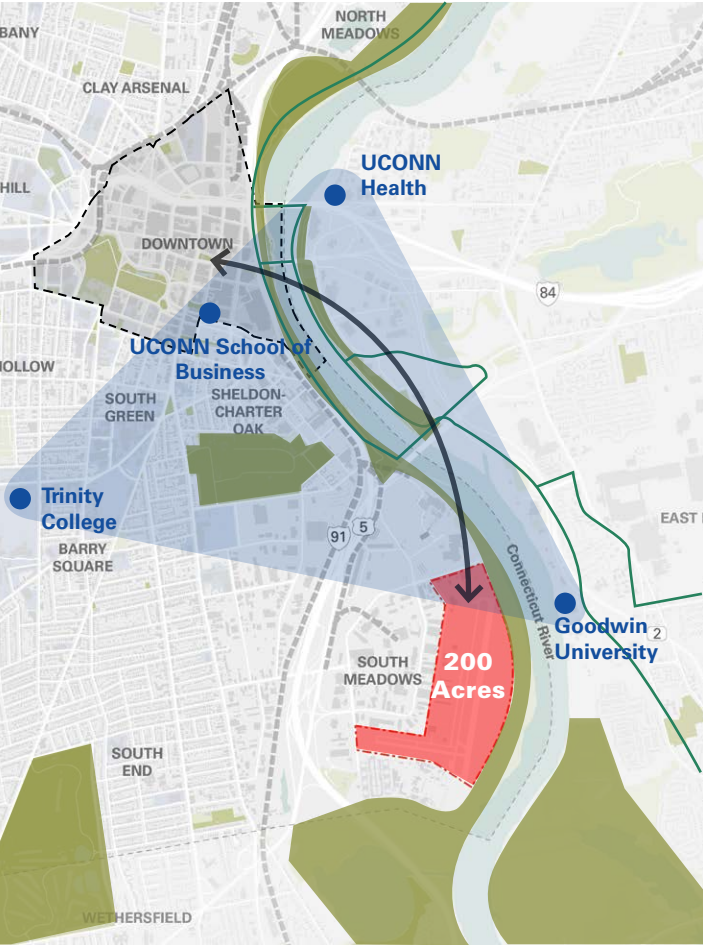 NORTH
MEADOWS
BANY
CLAY ARSENAL
UCONN
Health
HILL
DOWNTOWN
84
UCONN School of
Business
OLLOW
SOUTH
GREEN
SHELDON-
CHARTER
OAK
Trinity
College
91
5
EAST
BARRY
SQUARE
Connecticut River
Goodwin
University
2
200
Acres
SOUTH
MEADOWS
SOUTH
END
WETHERSFIELD